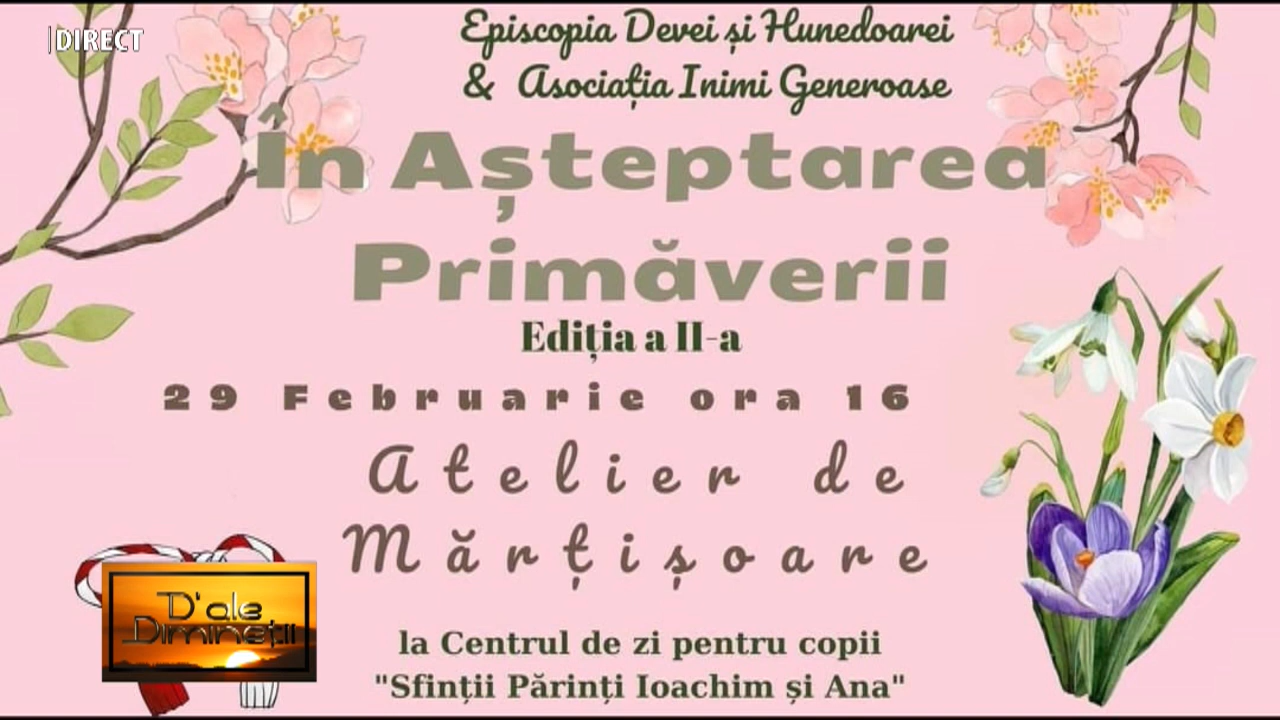 |DIRECT
Episcopia Devei și Hunedoarei
& Asociația Inimi Generoase
În Așteptarea
Primăverii
Ediția a II-a
29 Februarie ora 16
Atelier de
Mărțișoare
D'ale
Dimineții
la Centrul de zi pentru copii
"Sfinții Părinți Ioachim și Ana"